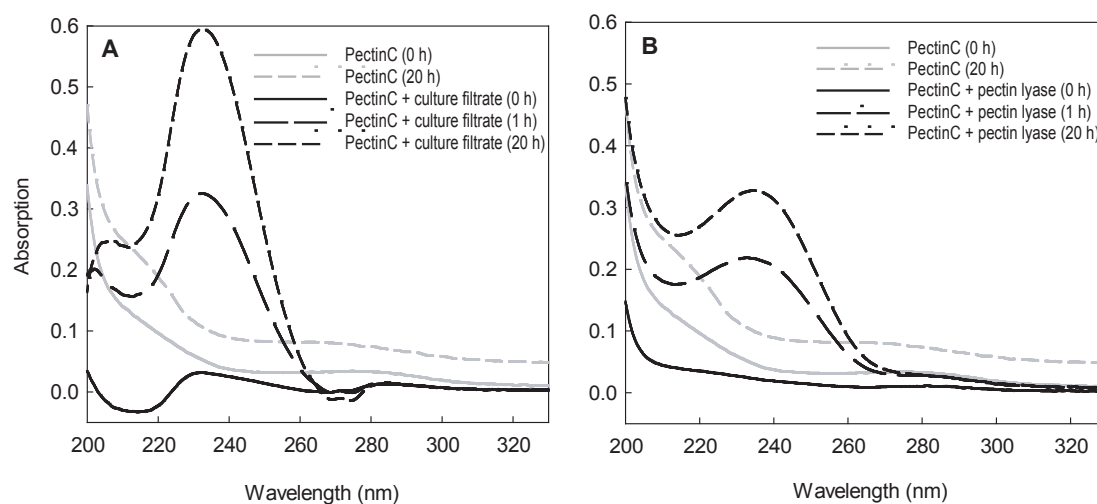 A
PectinC (0 h)
PectinC (20 h)
PectinC + culture filtrate (0 h)
PectinC + culture filtrate (1 h)
PectinC + culture filtrate (20 h)
0.6
0.5
0.4
0.3
0.2
0.1
0.0
Absorption
200 220 240 260 280 300 320
Wavelength (nm)
B
PectinC (0 h)
PectinC (20 h)
PectinC + pectin lyase (0 h)
PectinC + pectin lyase (1 h)
PectinC + pectin lyase (20 h)
0.6
0.5
0.4
0.3
0.2
0.1
0.0
200 220 240 260 280 300 320
Wavelength (nm)